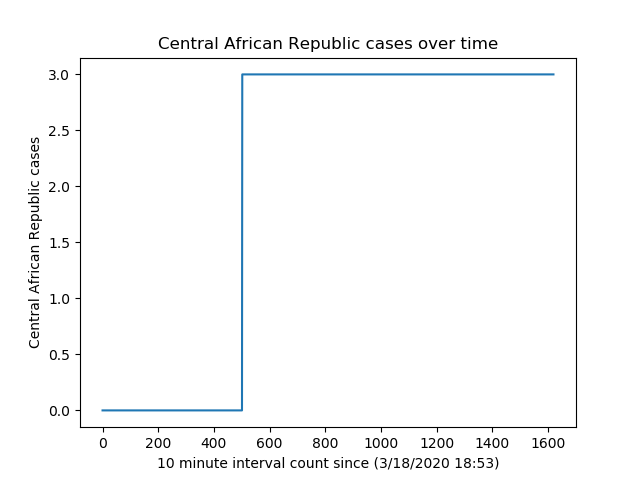 Central African Republic cases over time
Central African Republic cases
3.0
2.5
2.0
1.5
1.0
0.5
0.0
0 200 400 600 800 1000 1200 1400 1600
10 minute interval count since (3/18/2020 18:53)